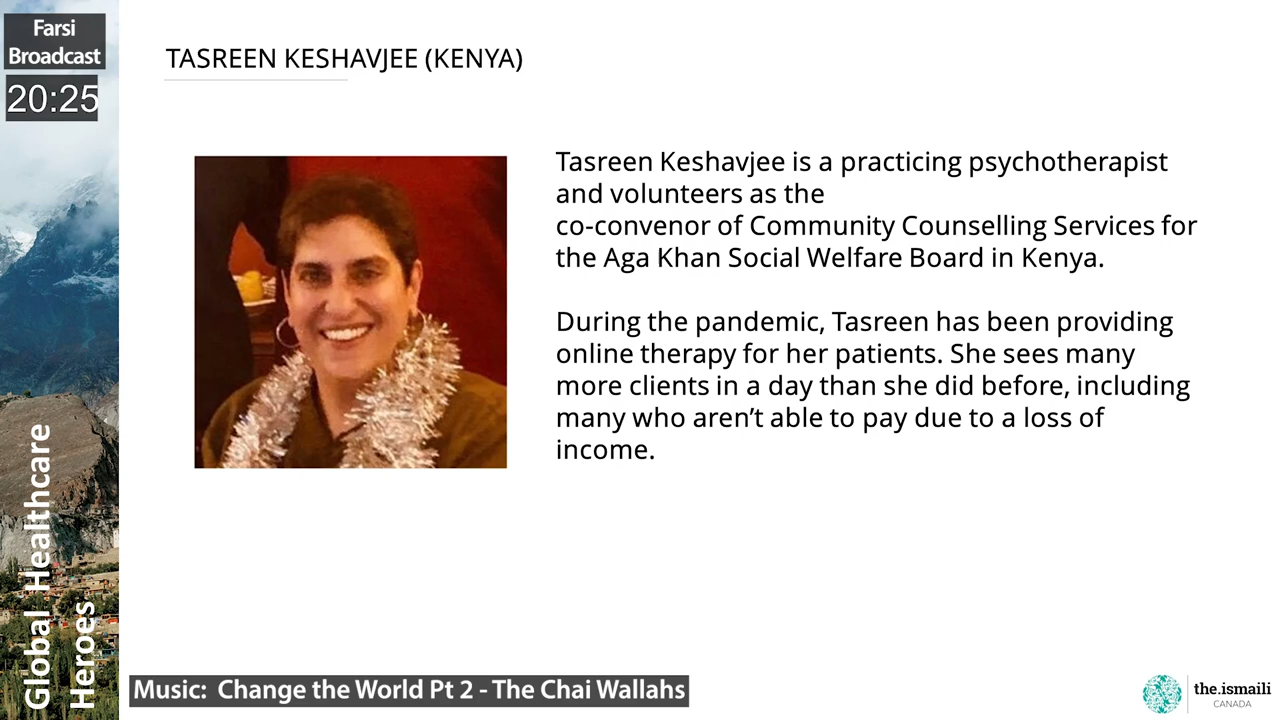 Farsi
Broadcast
20:25
TASREEN KESHAVJEE (KENYA)
Tasreen Keshavjee is a practicing psychotherapist
and volunteers as the
co-convenor of Community Counselling Services for
the Aga Khan Social Welfare Board in Kenya.
During the pandemic, Tasreen has been providing
online therapy for her patients. She sees many
more clients in a day than she did before, including
many who aren’t able to pay due to a loss of
income.
Global Healthcare
Heroes
Music:  Change the World Pt 2 - The Chai Wallahs
the.ismaili
CANADA